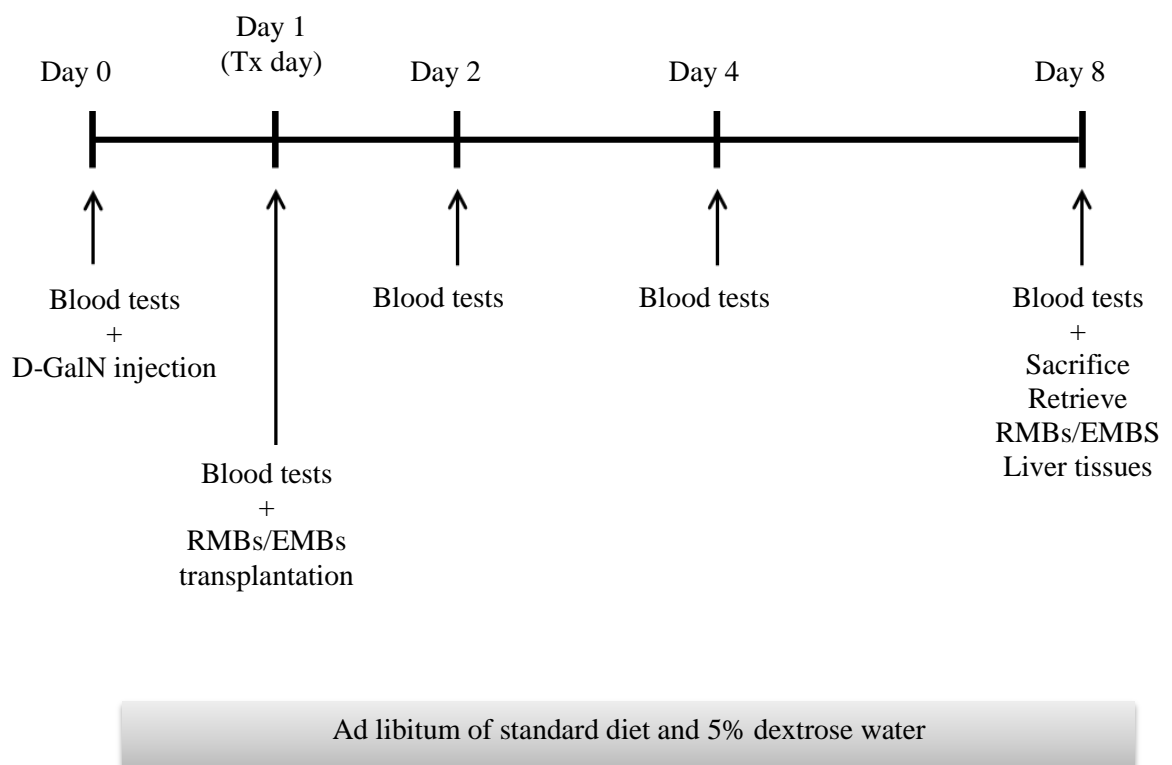 Day 0
Day 1
(Tx day)
Day 2
Day 4
Day 8
Blood tests
+
D-GalN injection
Blood tests
+
RMBs/EMBs
transplantation
Blood tests
Blood tests
Blood tests
+
Sacrifice
Retrieve
RMBs/EMBS
Liver tissues
Ad libitum of standard diet and 5% dextrose water